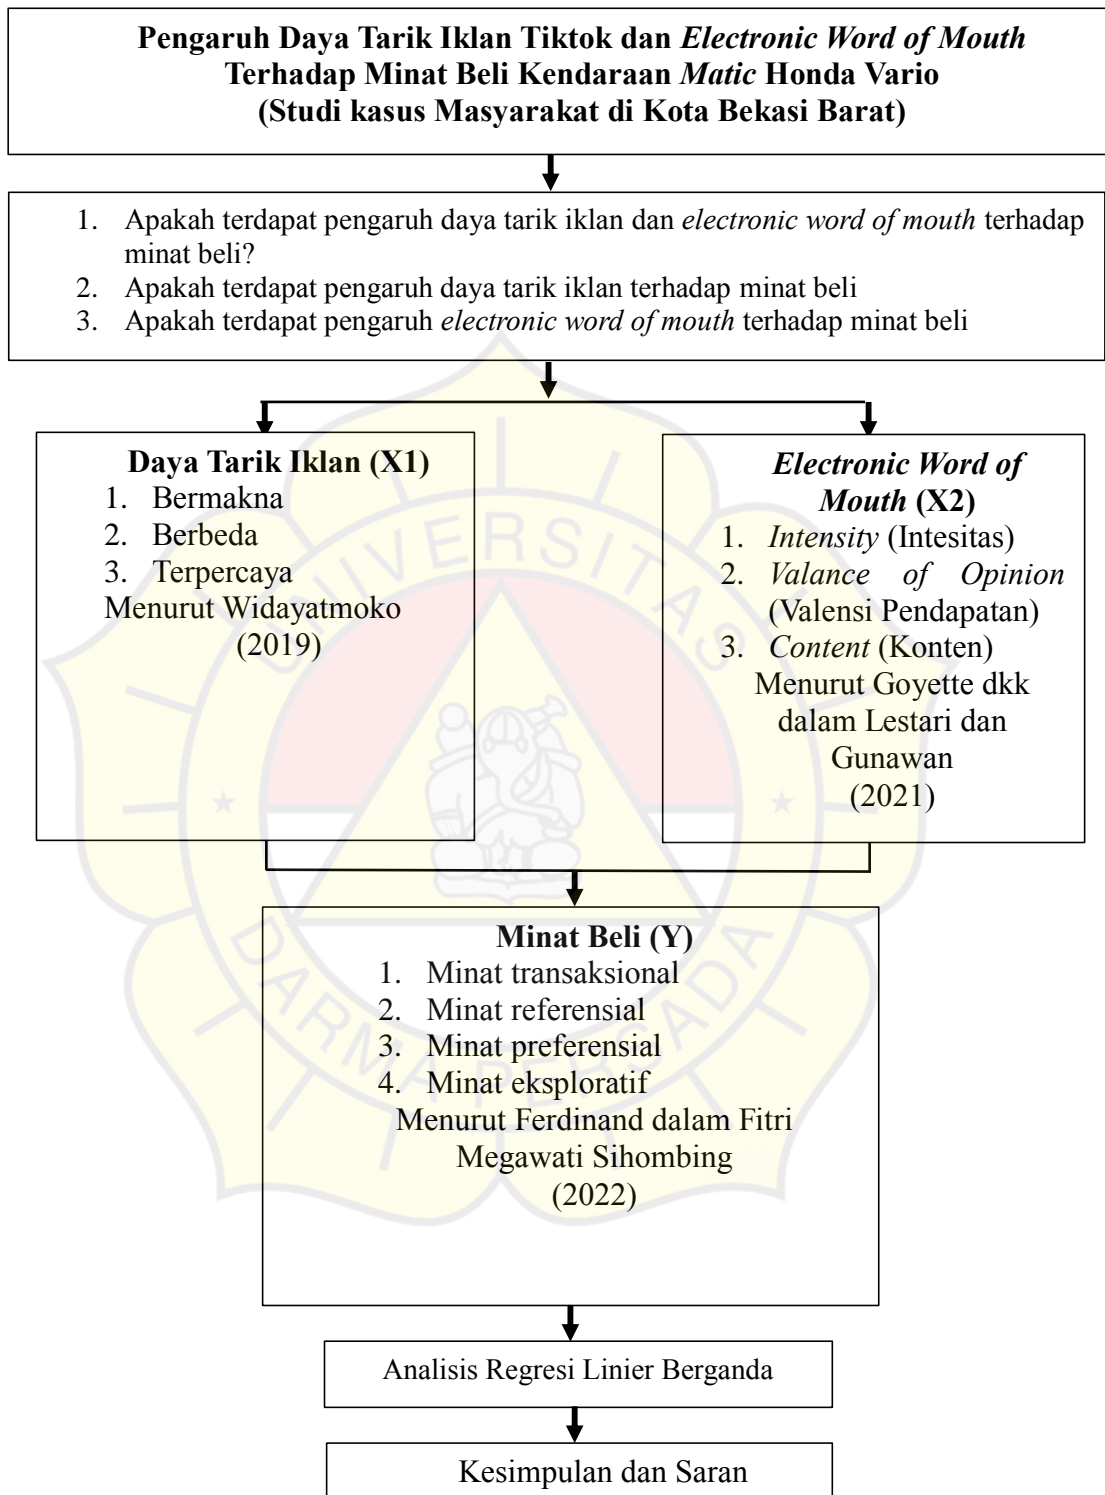 Pengaruh Daya Tarik Iklan Tiktok dan Electronic Word of Mouth
Terhadap Minat Beli Kendaraan Matic Honda Vario
(Studi kasus Masyarakat di Kota Bekasi Barat)
1. Apakah terdapat pengaruh daya tarik iklan dan electronic word of mouth terhadap
minat beli?
2. Apakah terdapat pengaruh daya tarik iklan terhadap minat beli
3. Apakah terdapat pengaruh electronic word of mouth terhadap minat beli
Daya Tarik Iklan (X1)
1. Bermakna
2. Berbeda
3. Terpercaya
Menurut Widayatmoko
(2019)
Electronic Word of
Mouth (X2)
1. Intensity (Intesitas)
2. Valance of Opinion
(Valensi Pendapatan)
3. Content (Konten)
Menurut Goyette dkk
dalam Lestari dan
Gunawan
(2021)
Minat Beli (Y)
1. Minat transaksional
2. Minat referensial
3. Minat preferensial
4. Minat eksploratif
Menurut Ferdinand dalam Fitri
Megawati Sihombing
(2022)
Analisis Regresi Linier Berganda
Kesimpulan dan Saran
UNIVERSITAS
DARMA PERSADA